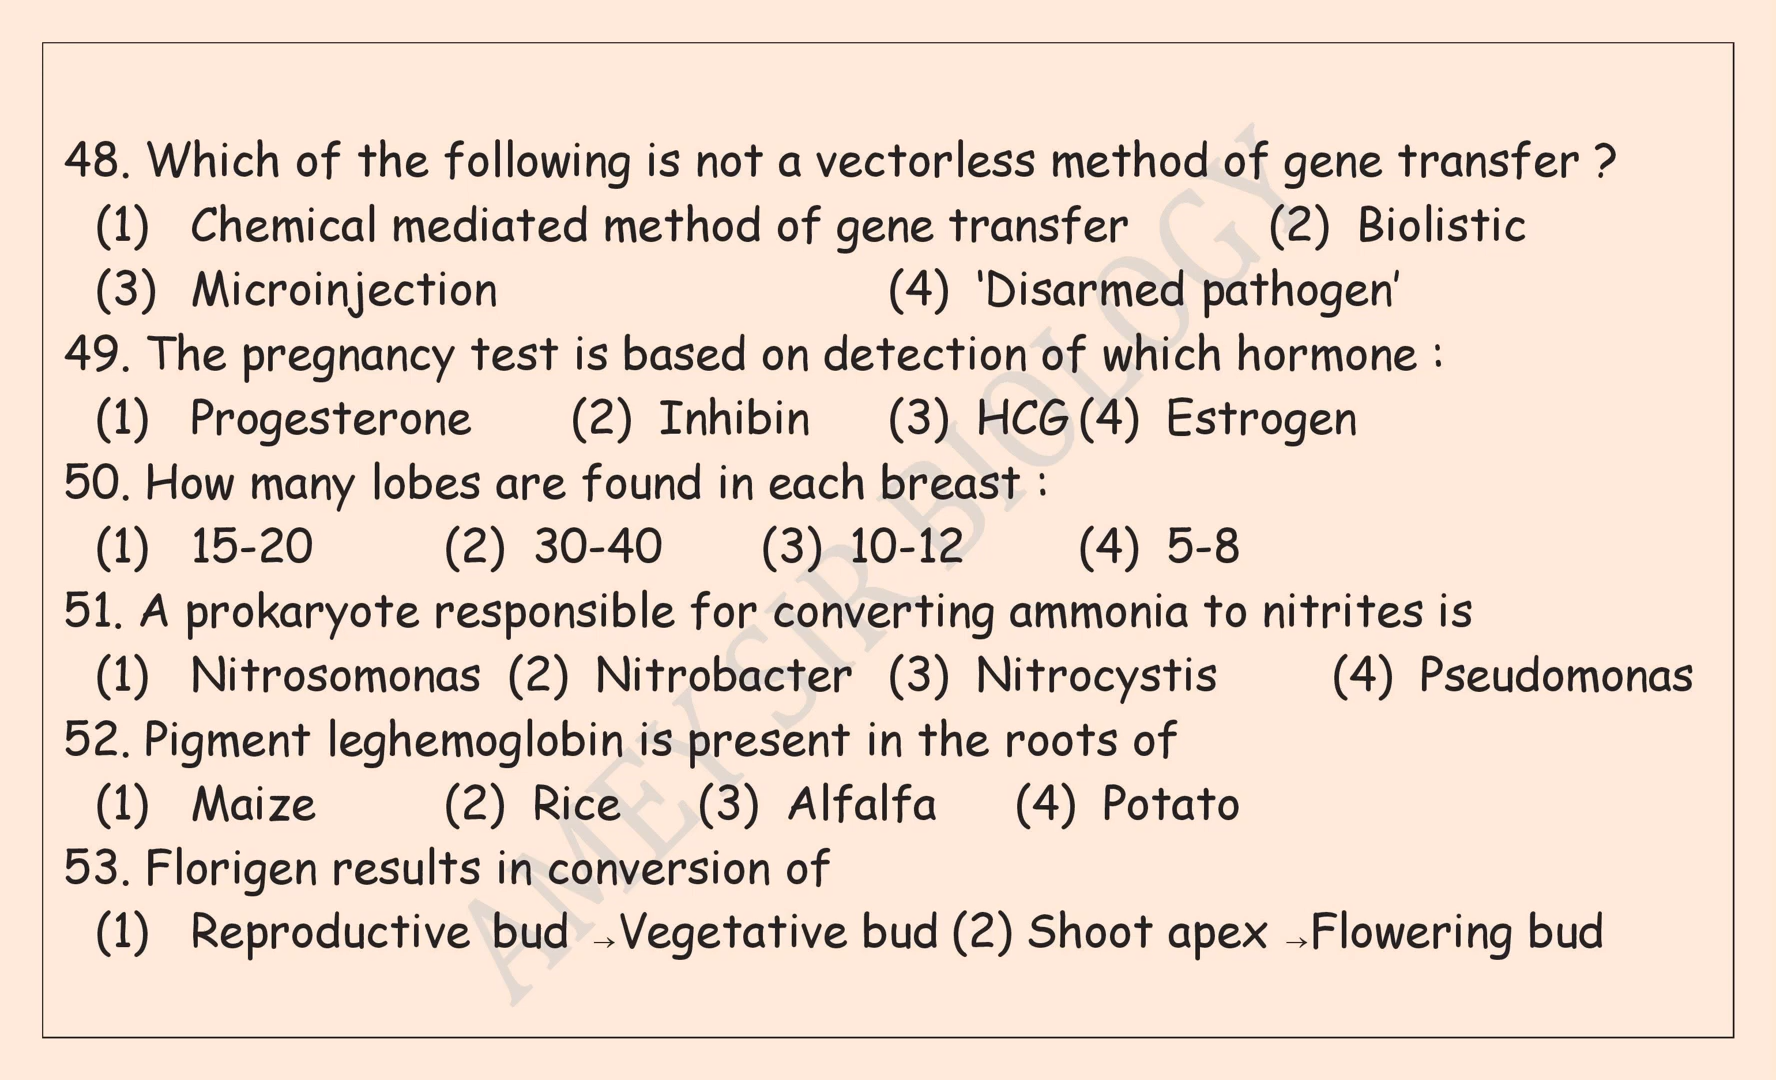 48. Which of the following is not a vectorless method of gene transfer ?
(1) Chemical mediated method of gene transfer (2) Biolistic
(3) Microinjection (4) 'Disarmed pathogen'
49. The pregnancy test is based on detection of which hormone :
(1) Progesterone (2) Inhibin (3) HCG (4) Estrogen
50. How many lobes are found in each breast :
(1) 15-20 (2) 30-40 (3) 10-12 (4) 5-8
51. A prokaryote responsible for converting ammonia to nitrites is
(1) Nitrosomonas (2) Nitrobacter (3) Nitrocystis (4) Pseudomonas
52. Pigment leghemoglobin is present in the roots of
(1) Maize (2) Rice (3) Alfalfa (4) Potato
53. Florigen results in conversion of
(1) Reproductive bud →Vegetative bud (2) Shoot apex →Flowering bud
AMEY SIR BIOLOGY